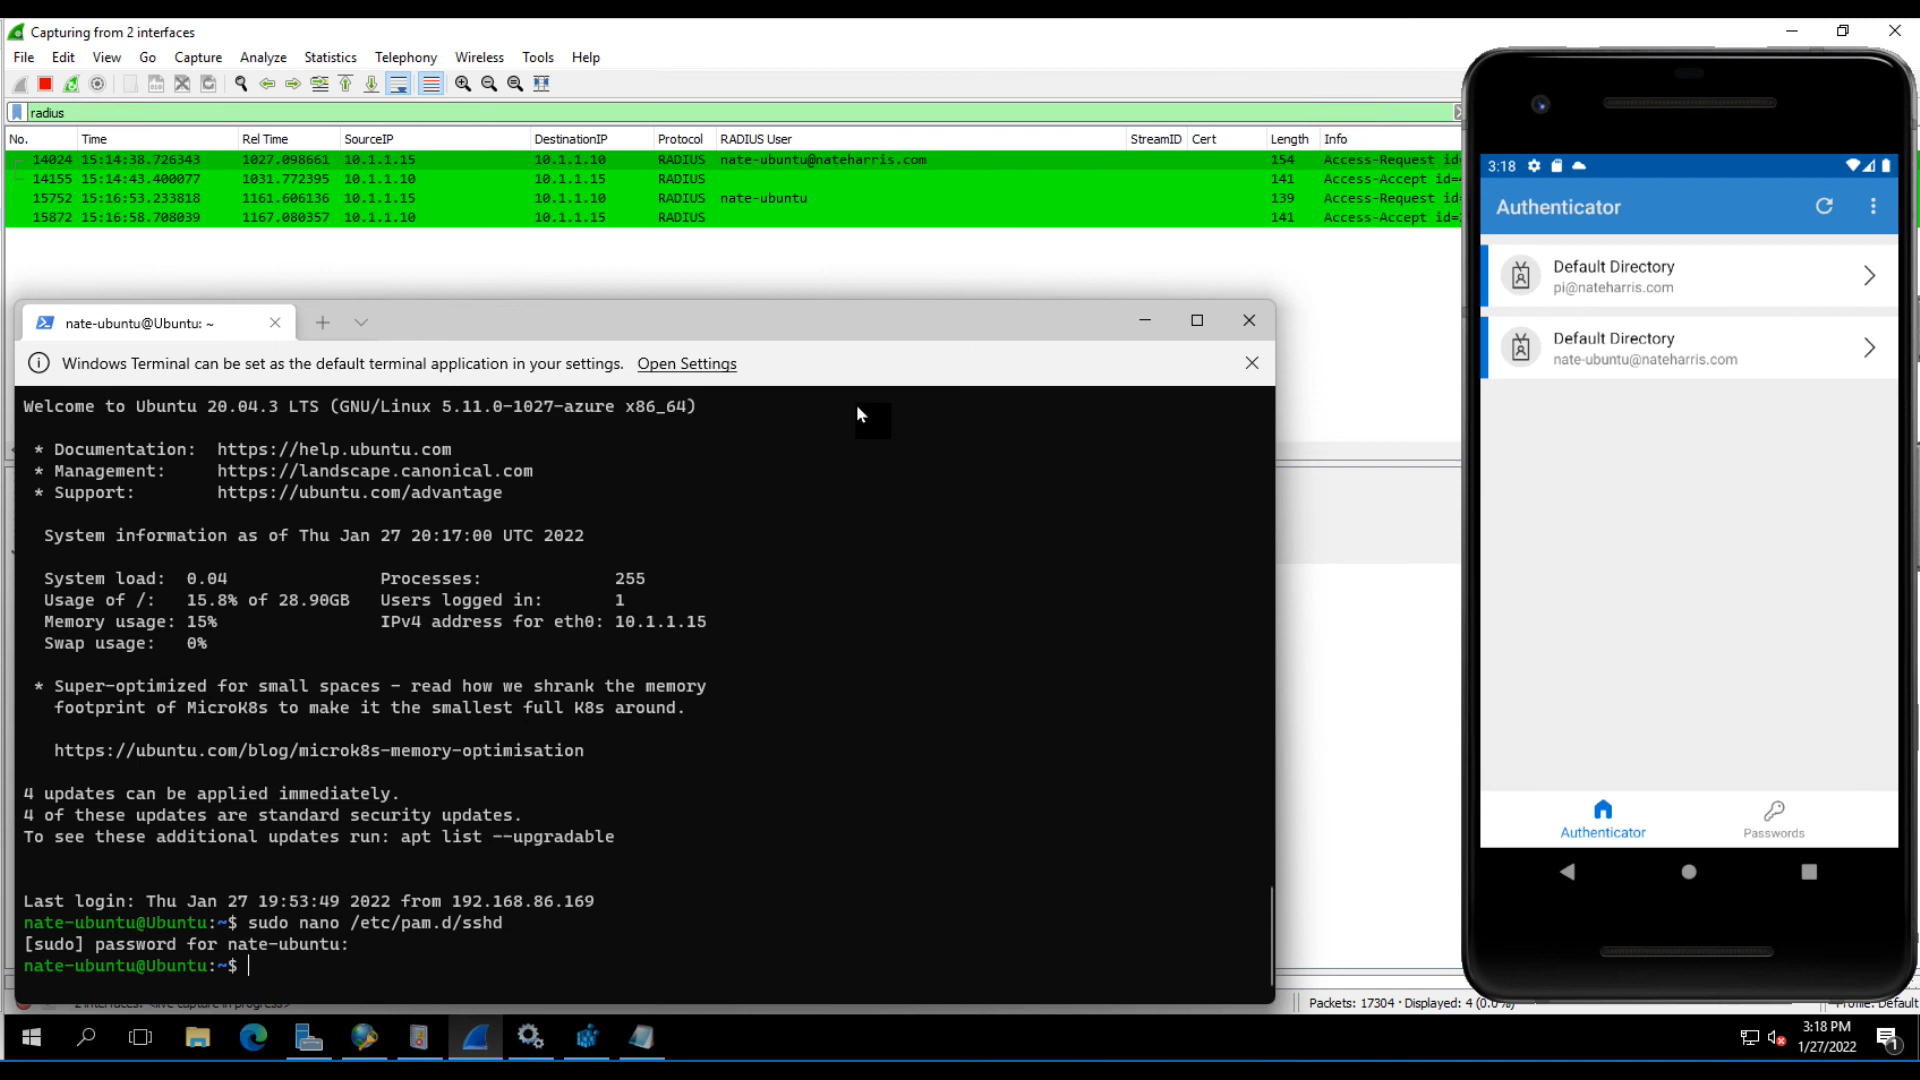 Capturing from 2 interfaces
File Edit View Go Capture Analyze Statistics Telephony Wireless Tools Help
radius
No. Time Rel Time SourceIP DestinationIP Protocol RADIUS User StreamID Cert Length Info
14024 15:14:38.726343 1027.098661 10.1.1.15 10.1.1.10 RADIUS nate-ubuntu@nateharris.com 154 Access-Request id=
14155 15:14:43.400077 1031.772395 10.1.1.10 10.1.1.15 RADIUS 141 Access-Accept id=
15752 15:16:53.233818 1161.606136 10.1.1.15 10.1.1.10 RADIUS nate-ubuntu 139 Access-Request id=
15872 15:16:58.708039 1167.080357 10.1.1.10 10.1.1.15 RADIUS 141 Access-Accept id=
nate-ubuntu@Ubuntu: ~
Windows Terminal can be set as the default terminal application in your settings. Open Settings
Welcome to Ubuntu 20.04.3 LTS (GNU/Linux 5.11.0-1027-azure x86_64)
* Documentation: https://help.ubuntu.com
* Management: https://landscape.canonical.com
* Support: https://ubuntu.com/advantage
System information as of Thu Jan 27 20:17:00 UTC 2022
System load: 0.04 Processes: 255
Usage of /: 15.8% of 28.90GB Users logged in: 1
Memory usage: 15% IPv4 address for eth0: 10.1.1.15
Swap usage: 0%
* Super-optimized for small spaces - read how we shrank the memory
footprint of MicroK8s to make it the smallest full K8s around.
https://ubuntu.com/blog/microk8s-memory-optimisation
4 updates can be applied immediately.
4 of these updates are standard security updates.
To see these additional updates run: apt list --upgradable
Last login: Thu Jan 27 19:53:49 2022 from 192.168.86.169
nate-ubuntu@Ubuntu:~$ sudo nano /etc/pam.d/sshd
[sudo] password for nate-ubuntu:
nate-ubuntu@Ubuntu:~$
2 interfaces: <live capture in progress>
Packets: 17304 · Displayed: 4 (0.0%)
Profile: Default
3:18
Authenticator
Default Directory
pi@nateharris.com
Default Directory
nate-ubuntu@nateharris.com
Authenticator
Passwords
3:18 PM
1/27/2022
1